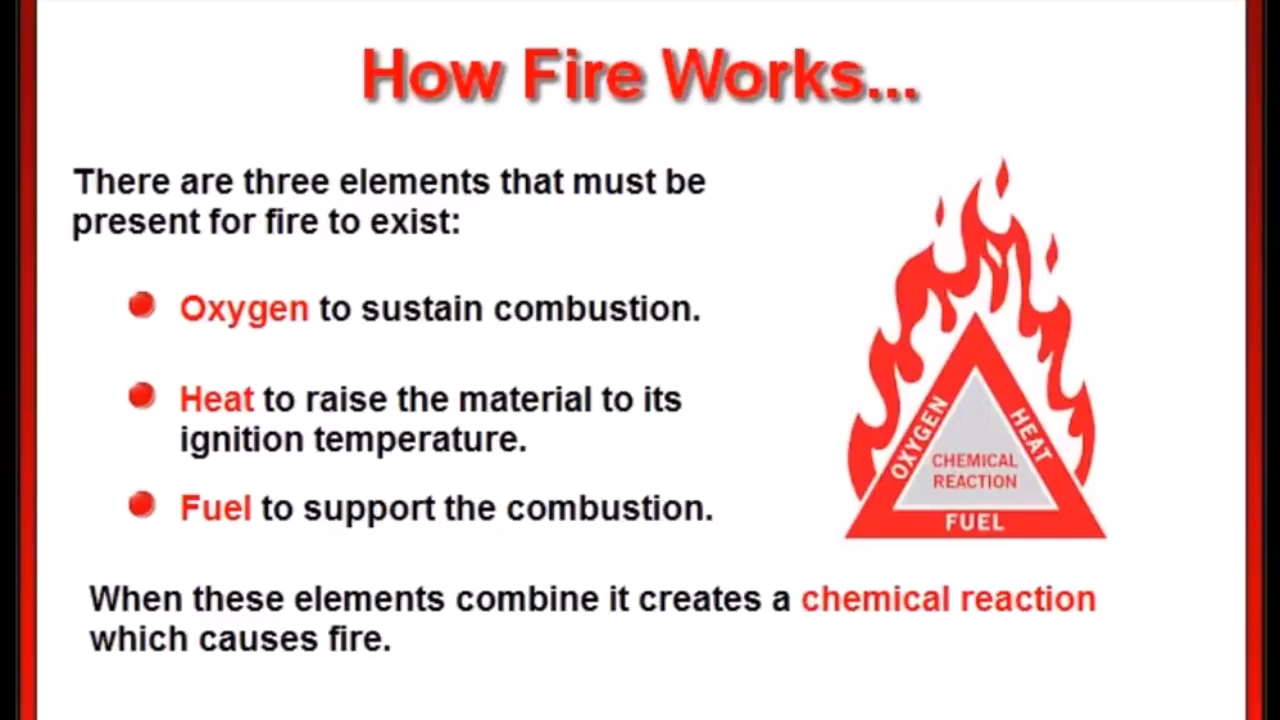 How Fire Works...
There are three elements that must be
present for fire to exist:
Oxygen to sustain combustion.
Heat to raise the material to its
ignition temperature.
Fuel to support the combustion.
OXYGEN
HEAT
CHEMICAL
REACTION
FUEL
When these elements combine it creates a chemical reaction
which causes fire.